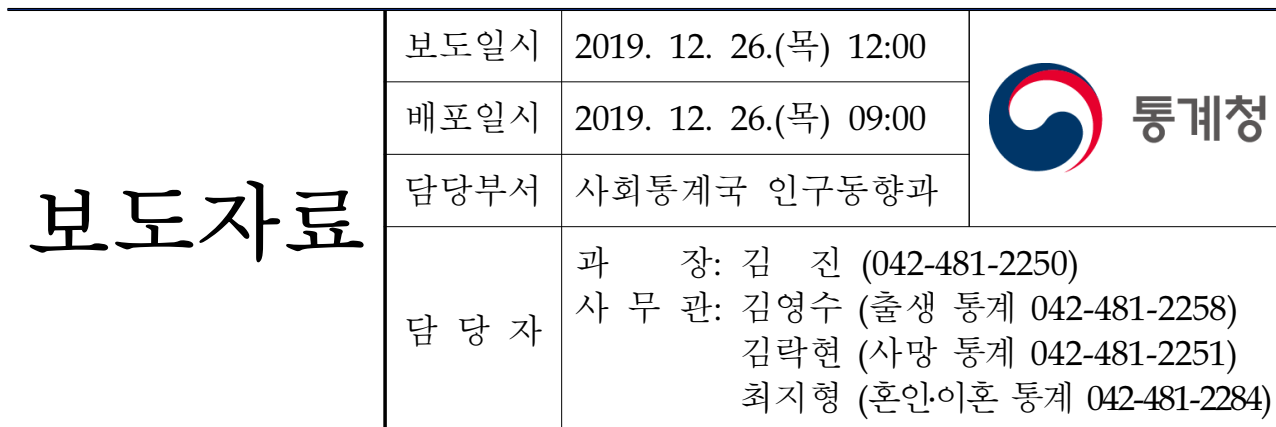 보도자료
보도일시 2019. 12. 26.(목) 12:00
배포일시 2019. 12. 26.(목) 09:00
담당부서 사회통계국 인구동향과
통계청
담 당 자
과 장: 김 진 (042-481-2250)
사 무 관: 김영수 (출생 통계 042-481-2258)
김락현 (사망 통계 042-481-2251)
최지형 (혼인·이혼 통계 042-481-2284)